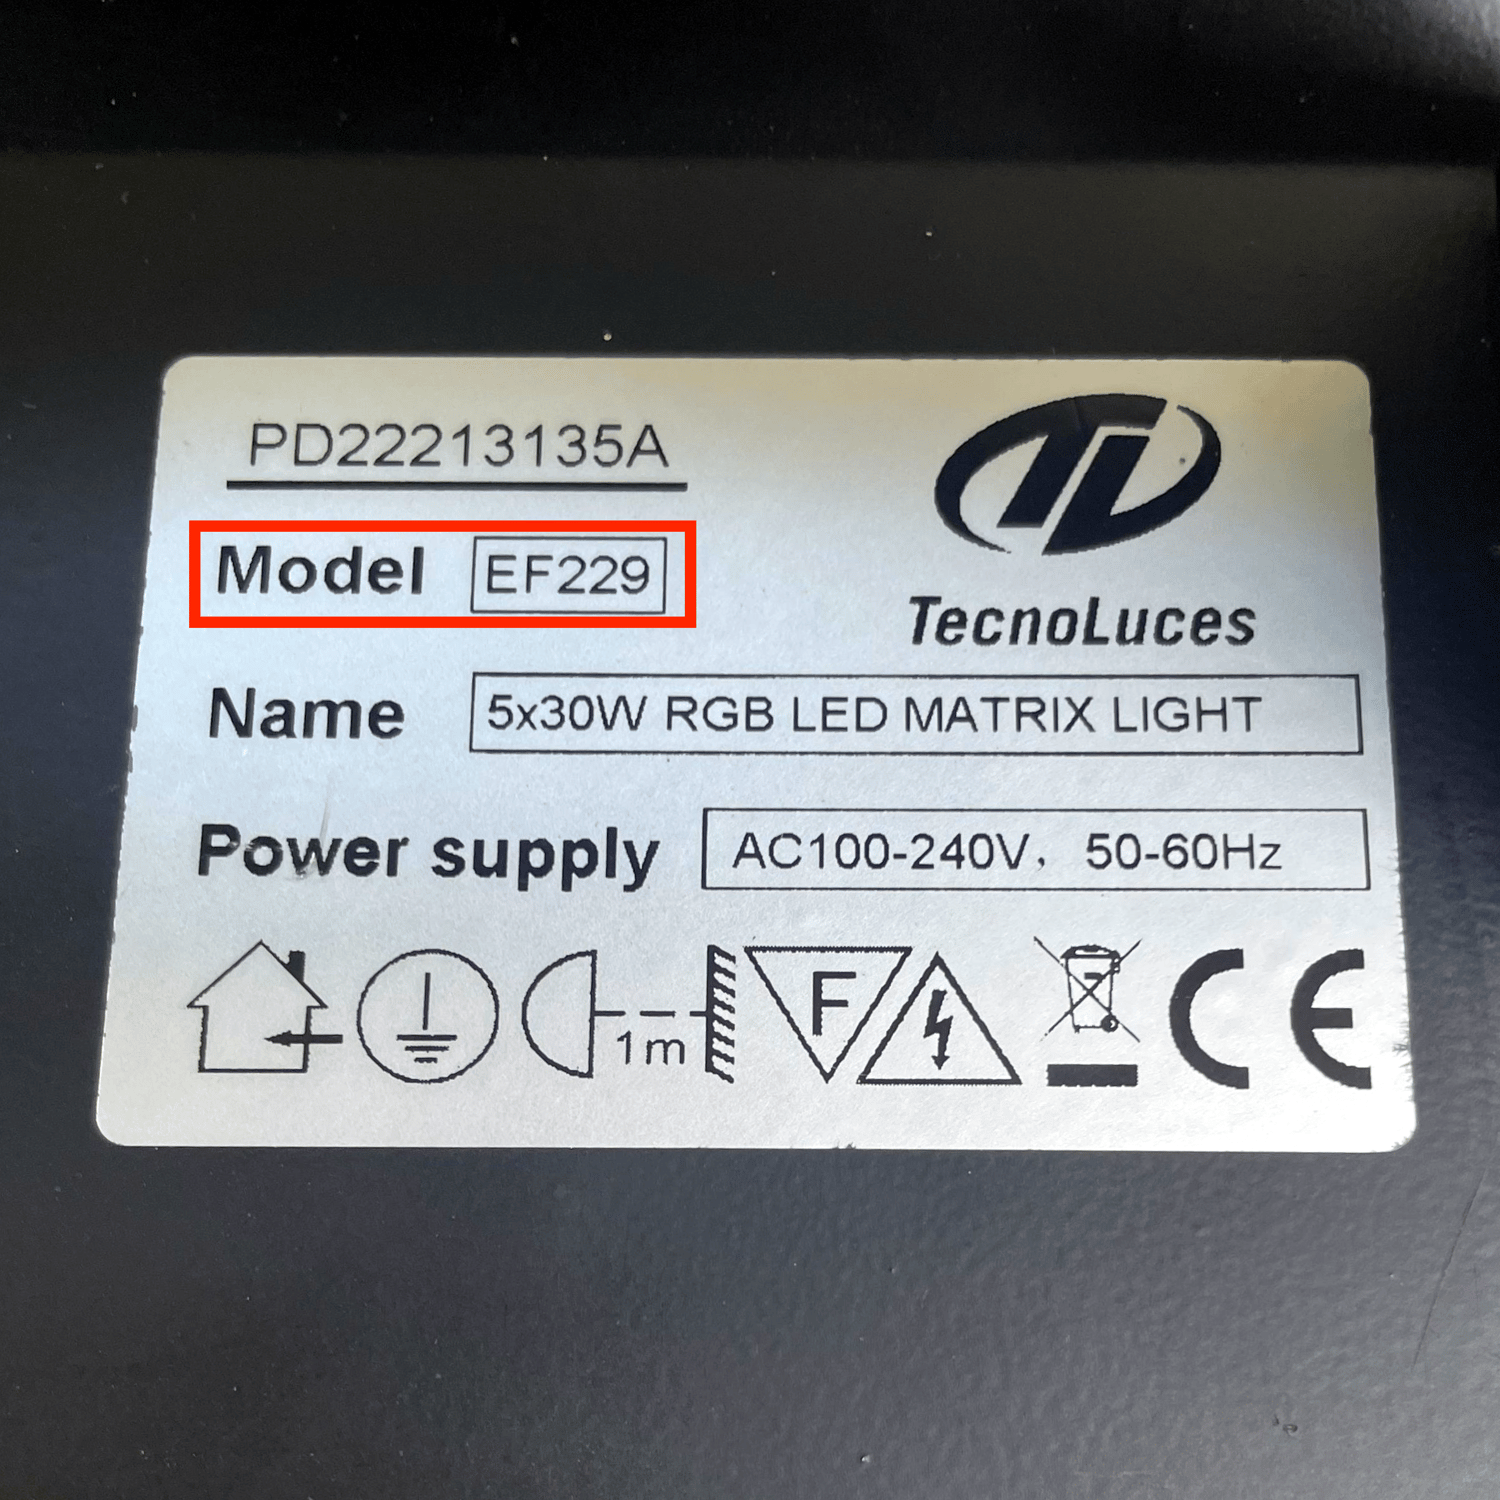 PD22213135A
Model EF229
TecnoLuces
Name 5x30W RGB LED MATRIX LIGHT
Power supply AC100-240V, 50-60Hz
1m F CE